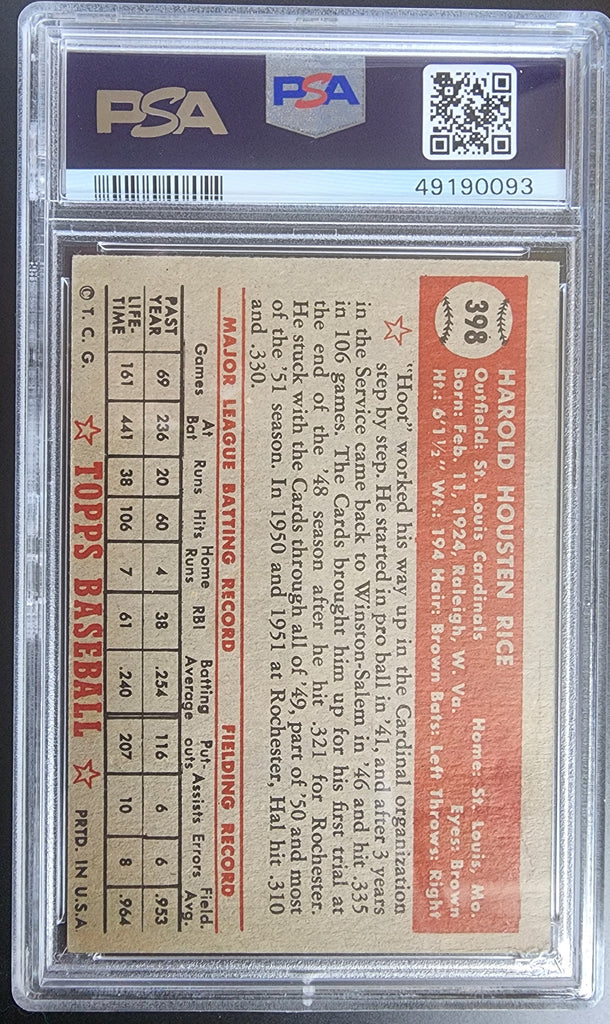 PSA
PSA
49190093
398
HAROLD HOUSTEN RICE
Outfield: St. Louis Cardinals Home: St. Louis, Mo.
Born: Feb. 11, 1924, Raleigh, W. Va. Eyes: Brown
Ht.: 6'1½" Wt.: 194 Hair: Brown Bats: Left Throws: Right
"Hoot" worked his way up in the Cardinal organization
step by step. He started in pro ball in '41, and after 3 years
in the Service came back to Winston-Salem in '46 and hit .335
in 106 games. The Cards brought him up for his first trial at
the end of the '48 season after he hit .321 for Rochester.
He stuck with the Cards through all of '49, part of '50 and most
of the '51 season. In 1950 and 1951 at Rochester, Hal hit .310
and .330.
MAJOR LEAGUE BATTING RECORD FIELDING RECORD
Games At Bat Runs Hits Home Runs RBI Batting Average Put-outs Assists Errors Field. Avg.
PAST YEAR 69 236 20 60 4 38 .254 116 6 6 .953
LIFE-TIME 161 441 38 106 7 61 .240 207 10 8 .964
© T. C. G. TOPPS BASEBALL PRTD. IN U.S.A